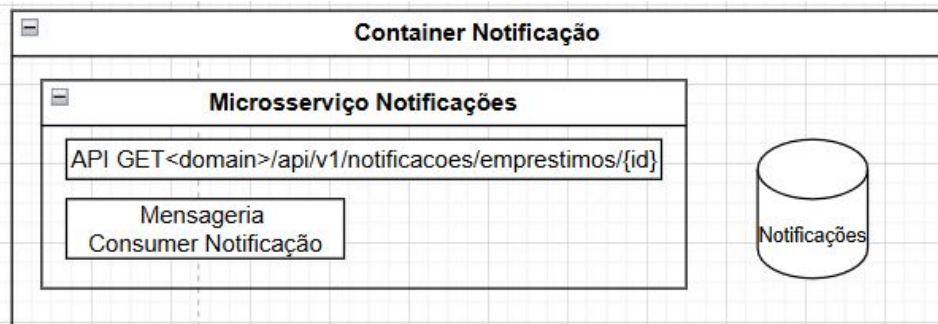 Container Notificação
Microsserviço Notificações
API GET<domain>/api/v1/notificacoes/emprestimos/{id}
Mensageria
Consumer Notificação
Notificações